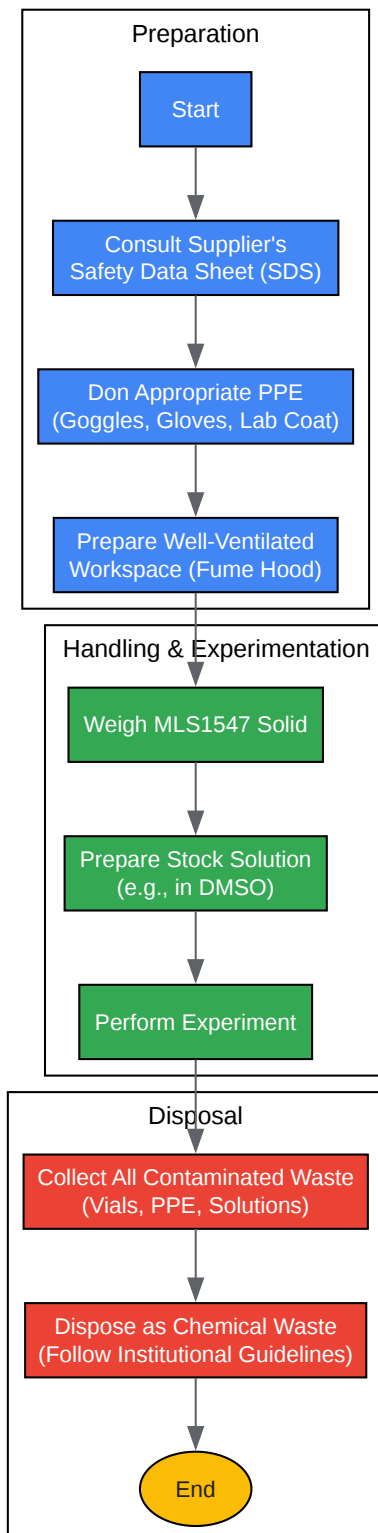 Preparation
Start
Consult Supplier's
Safety Data Sheet (SDS)
Don Appropriate PPE
(Goggles, Gloves, Lab Coat)
Prepare Well-Ventilated
Workspace (Fume Hood)
Handling & Experimentation
Weigh MLS1547 Solid
Prepare Stock Solution
(e.g., in DMSO)
Perform Experiment
Disposal
Collect All Contaminated Waste
(Vials, PPE, Solutions)
Dispose as Chemical Waste
(Follow Institutional Guidelines)
End